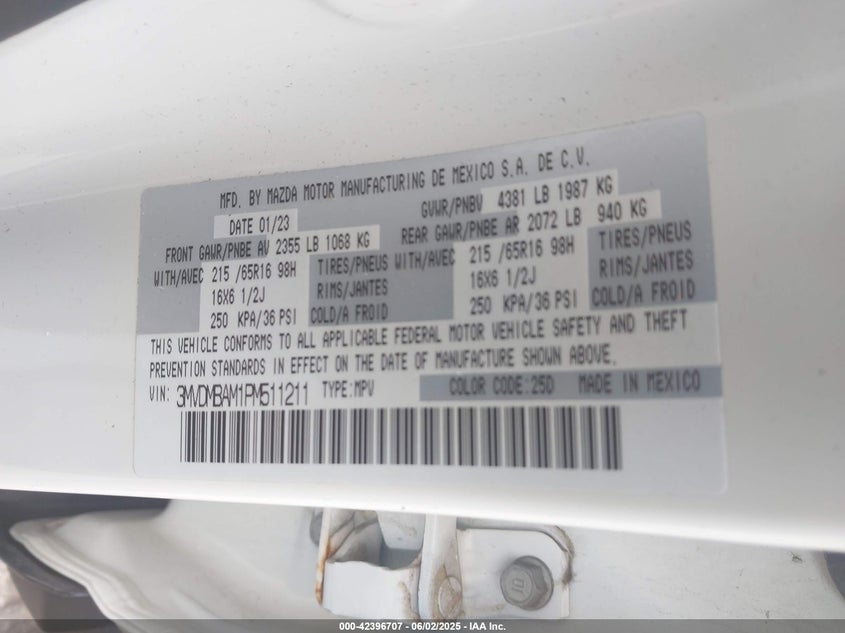 MFD. BY MAZDA MOTOR MANUFACTURING DE MEXICO S.A. DE C.V.
DATE 01/23 GVWR/PNBV 4381 LB 1987 KG
FRONT GAWR/PNBE AV 2355 LB 1068 KG REAR GAWR/PNBE AR 2072 LB 940 KG
WITH/AVEC 215 /65R16 98H TIRES/PNEUS WITH/AVEC 215 /65R16 98H TIRES/PNEUS
16X6 1/2J RIMS/JANTES 16X6 1/2J RIMS/JANTES
250 KPA/36 PSI COLD/A FROID 250 KPA/36 PSI COLD/A FROID
THIS VEHICLE CONFORMS TO ALL APPLICABLE FEDERAL MOTOR VEHICLE SAFETY AND THEFT
PREVENTION STANDARDS IN EFFECT ON THE DATE OF MANUFACTURE SHOWN ABOVE.
VIN: 3MVDMBAM1PM511211 TYPE:MPV COLOR CODE:25D MADE IN MEXICO
000-42396707 - 06/02/2025 - IAA Inc.